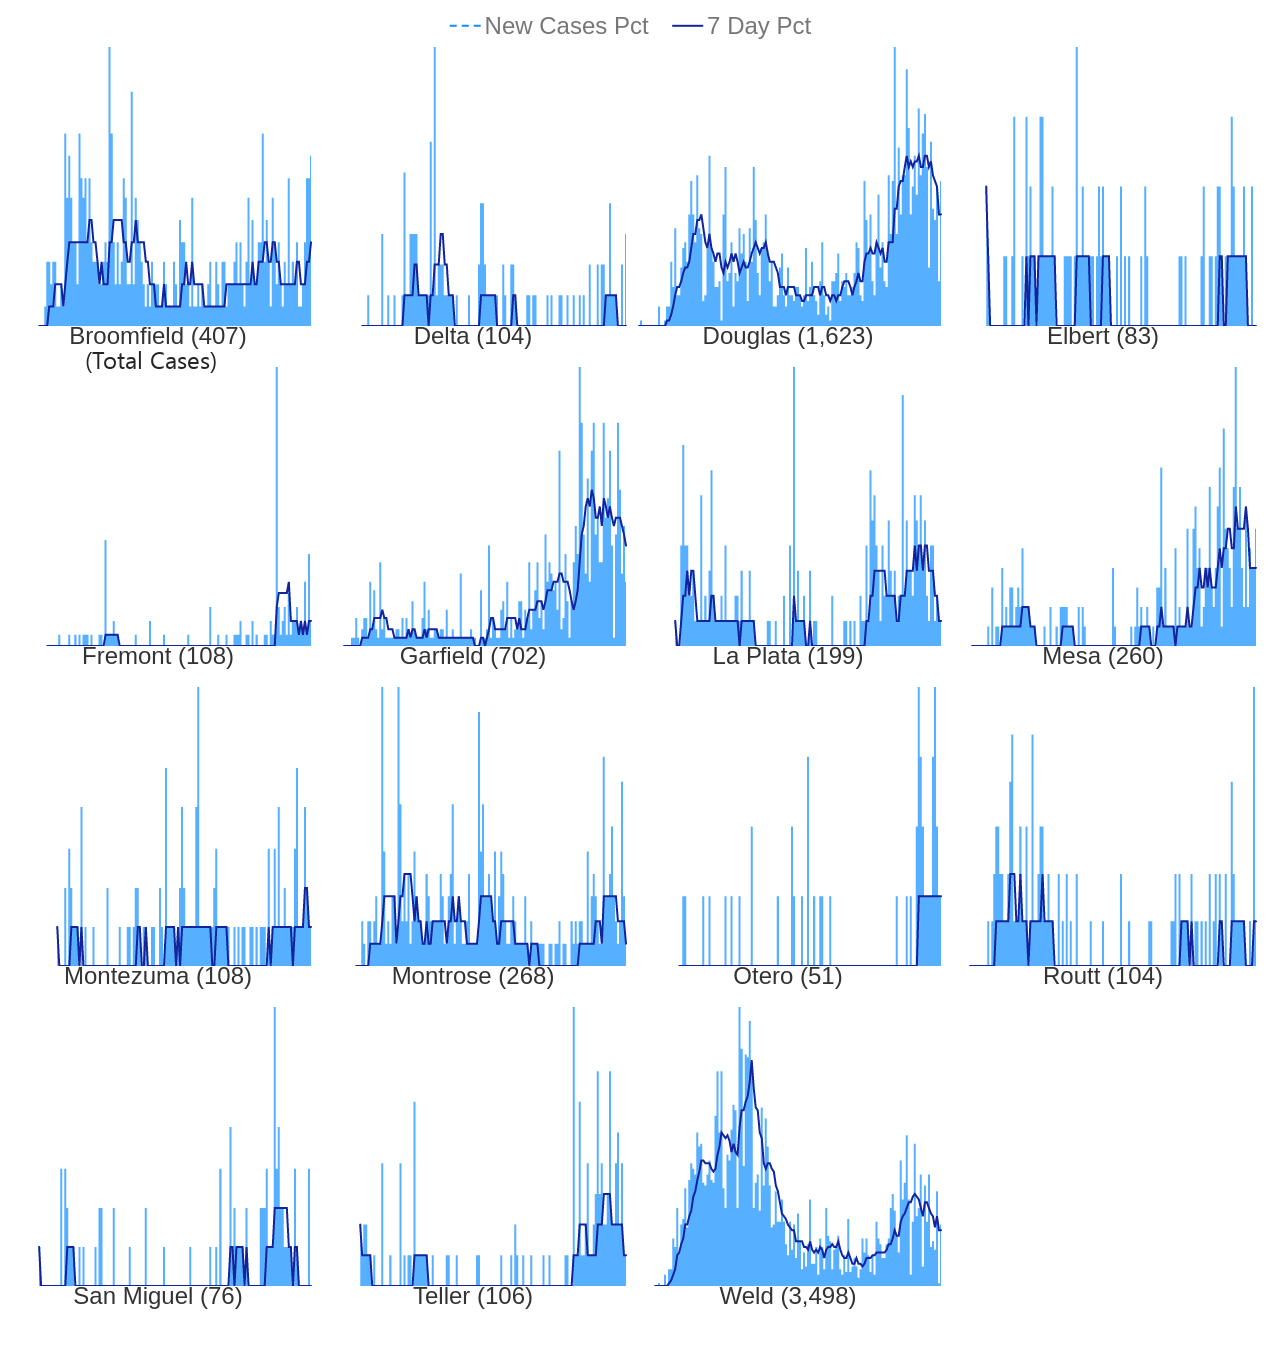 New Cases Pct 7 Day Pct
Broomfield (407) Delta (104) Douglas (1,623) Elbert (83)
(Total Cases)
Fremont (108) Garfield (702) La Plata (199) Mesa (260)
Montezuma (108) Montrose (268) Otero (51) Routt (104)
San Miguel (76) Teller (106) Weld (3,498)